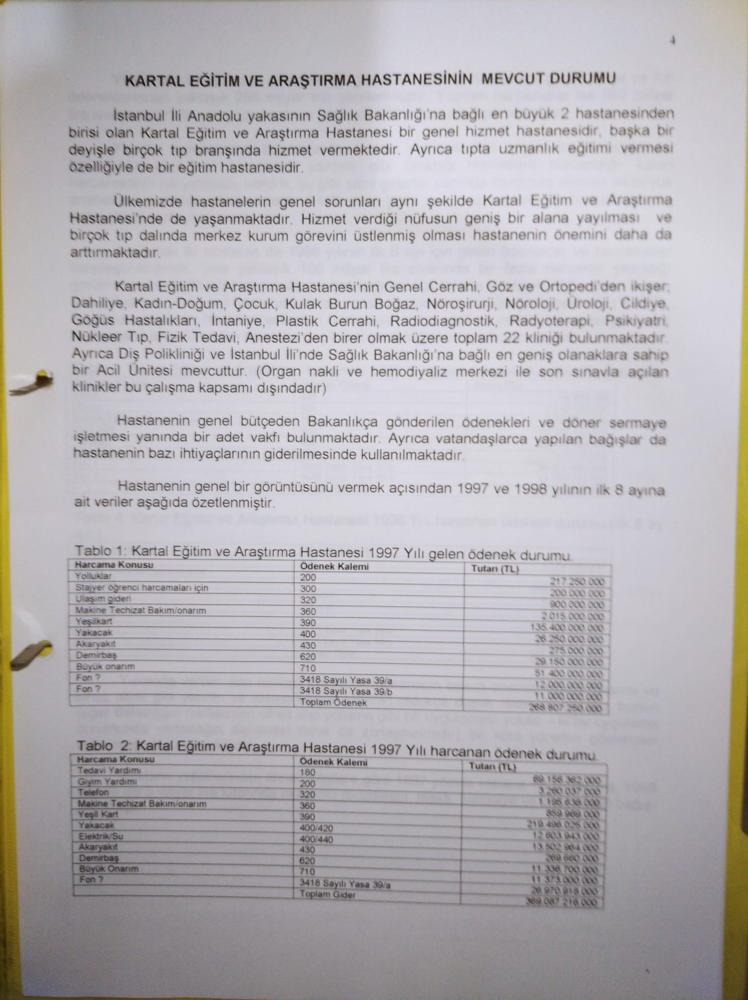 4
KARTAL EĞİTİM VE ARAŞTIRMA HASTANESİNİN MEVCUT DURUMU
İstanbul İli Anadolu yakasının Sağlık Bakanlığı'na bağlı en büyük 2 hastanesinden
birisi olan Kartal Eğitim ve Araştırma Hastanesi bir genel hizmet hastanesidir, başka bir
deyişle birçok tıp branşında hizmet vermektedir. Ayrıca tıpta uzmanlık eğitimi vermesi
özelliğiyle de bir eğitim hastanesidir.
Ülkemizde hastanelerin genel sorunları aynı şekilde Kartal Eğitim ve Araştırma
Hastanesi'nde de yaşanmaktadır. Hizmet verdiği nüfusun geniş bir alana yayılması ve
birçok tıp dalında merkez kurum görevini üstlenmiş olması hastanenin önemini daha da
arttırmaktadır.
Kartal Eğitim ve Araştırma Hastanesi'nin Genel Cerrahi, Göz ve Ortopedi'den ikişer;
Dahiliye, Kadın-Doğum, Çocuk, Kulak Burun Boğaz, Nöroşirurji, Nöroloji, Üroloji, Cildiye,
Göğüs Hastalıkları, İntaniye, Plastik Cerrahi, Radiodiagnostik, Radyoterapi, Psikiyatri,
Nükleer Tıp, Fizik Tedavi, Anestezi'den birer olmak üzere toplam 22 kliniği bulunmaktadır.
Ayrıca Diş Polikliniği ve İstanbul İli'nde Sağlık Bakanlığı'na bağlı en geniş olanaklara sahip
bir Acil Ünitesi mevcuttur. (Organ nakli ve hemodiyaliz merkezi ile son sınavla açılan
klinikler bu çalışma kapsamı dışındadır)
Hastanenin genel bütçeden Bakanlıkça gönderilen ödenekleri ve döner sermaye
işletmesi yanında bir adet vakfı bulunmaktadır. Ayrıca vatandaşlarca yapılan bağışlar da
hastanenin bazı ihtiyaçlarının giderilmesinde kullanılmaktadır.
Hastanenin genel bir görüntüsünü vermek açısından 1997 ve 1998 yılının ilk 8 ayına
ait veriler aşağıda özetlenmiştir.
Tablo 1: Kartal Eğitim ve Araştırma Hastanesi 1997 Yılı gelen ödenek durumu.
Harcama Konusu Ödenek Kalemi Tutarı (TL)
Yolluklar 200 217.250.000
Stajyer öğrenci harcamaları için 300 200.000.000
Ulaşım gideri 320 900.000.000
Makine Techizat Bakım/onarım 360 2.015.000.000
Yeşilkart 390 135.400.000.000
Yakacak 400 26.250.000.000
Akaryakıt 430 275.000.000
Demirbaş 620 29.150.000.000
Büyük onarım 710 51.400.000.000
Fon ? 3418 Sayılı Yasa 39/a 12.000.000.000
Fon ? 3418 Sayılı Yasa 39/b 11.000.000.000
Toplam Ödenek 268.807.250.000
Tablo 2: Kartal Eğitim ve Araştırma Hastanesi 1997 Yılı harcanan ödenek durumu.
Harcama Konusu Ödenek Kalemi Tutarı (TL)
Tedavi Yardımı 180 69.156.362.000
Giyim Yardımı 200 3.260.037.000
Telefon 320 1.195.638.000
Makine Techizat Bakım/onarım 360 859.969.000
Yeşil Kart 390 219.498.025.000
Yakacak 400/420 12.603.943.000
Elektrik/Su 400/440 13.502.964.000
Akaryakıt 430 269.660.000
Demirbaş 620 11.336.700.000
Büyük Onarım 710 11.373.000.000
Fon ? 3418 Sayılı Yasa 39/a 26.970.918.000
Toplam Gider 369.087.216.000